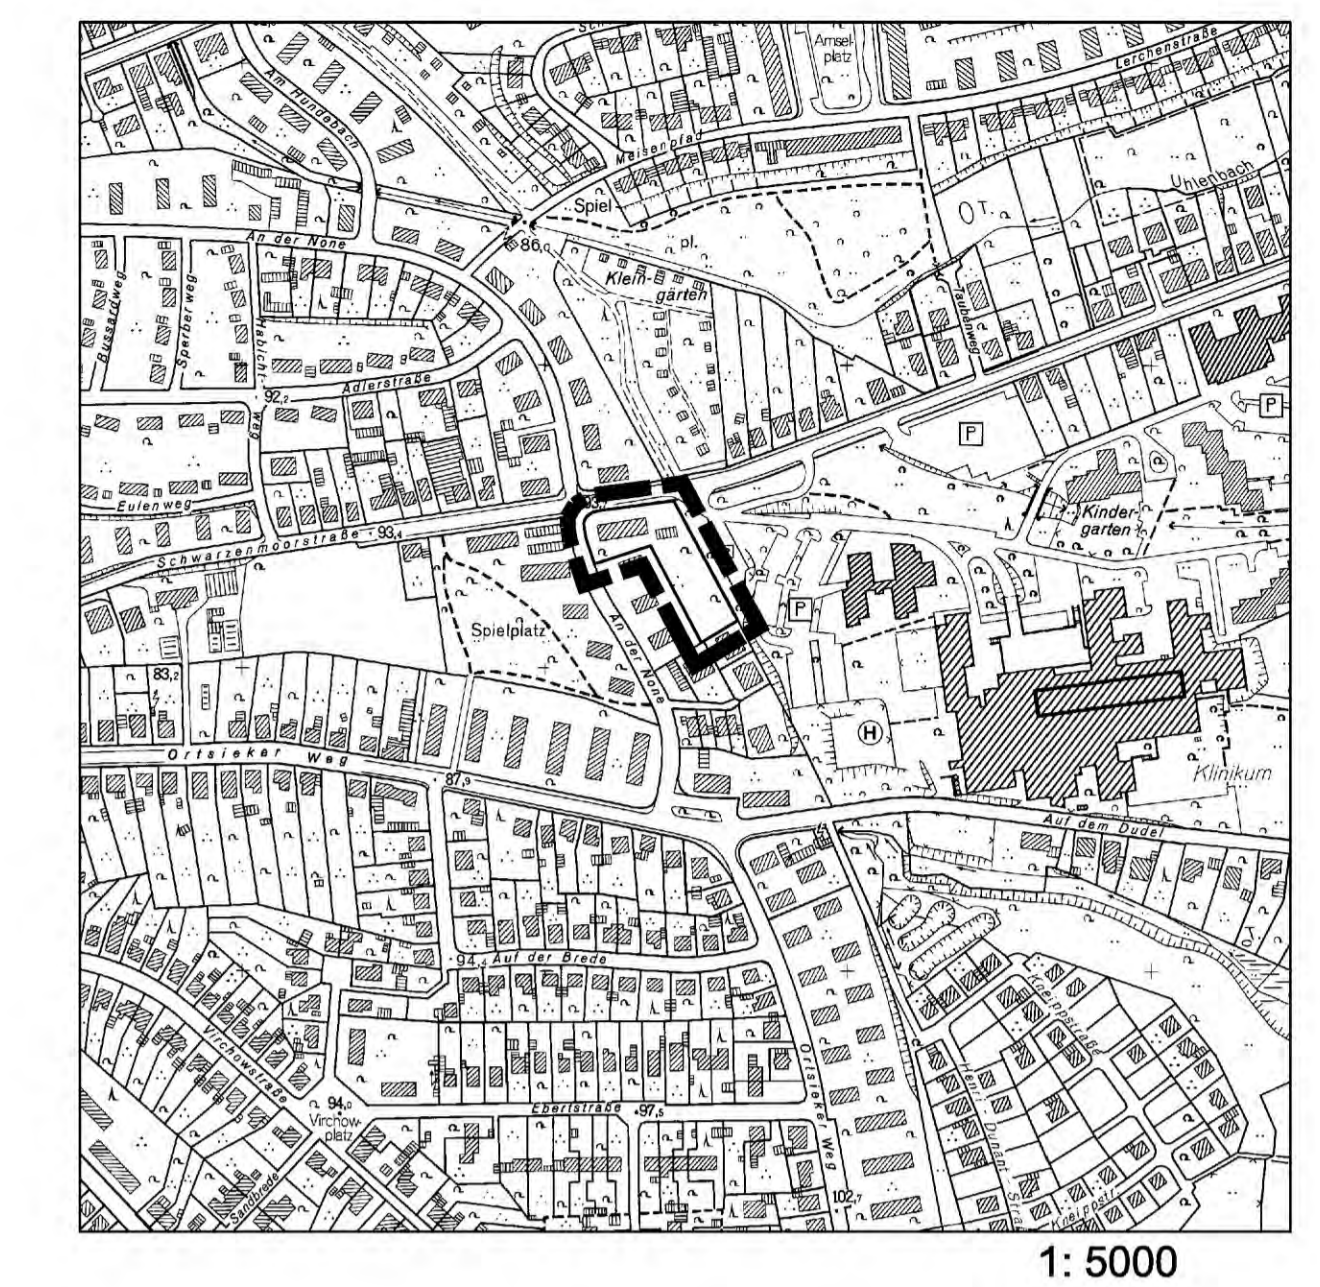 Amsel-
platz
Lerchenstraße
Am Hundebach
Meisenpfad
Uhlenbach
Spiel
OT.
pl.
An der None
86,0
Klein-
gärten
Taubenweg
Bussardweg
Sperberweg
Habicht
weg
Adlerstraße
92,2
P
P
Eulenweg
Schwarzenmoorstraße
93,4
Kinder-
garten
P
Spielplatz
An der None
83,2
H
Klinikum
Ortsieker Weg
87,9
Auf dem Dudel
94,4
Auf der Brede
Kneippstraße
Virchowstraße
Ortsieker Weg
Henri Dunant Stra
94,0
Virchow-
platz
Ebertstraße
97,5
Sandbrede
102,7
Kneippstr.
1: 5000